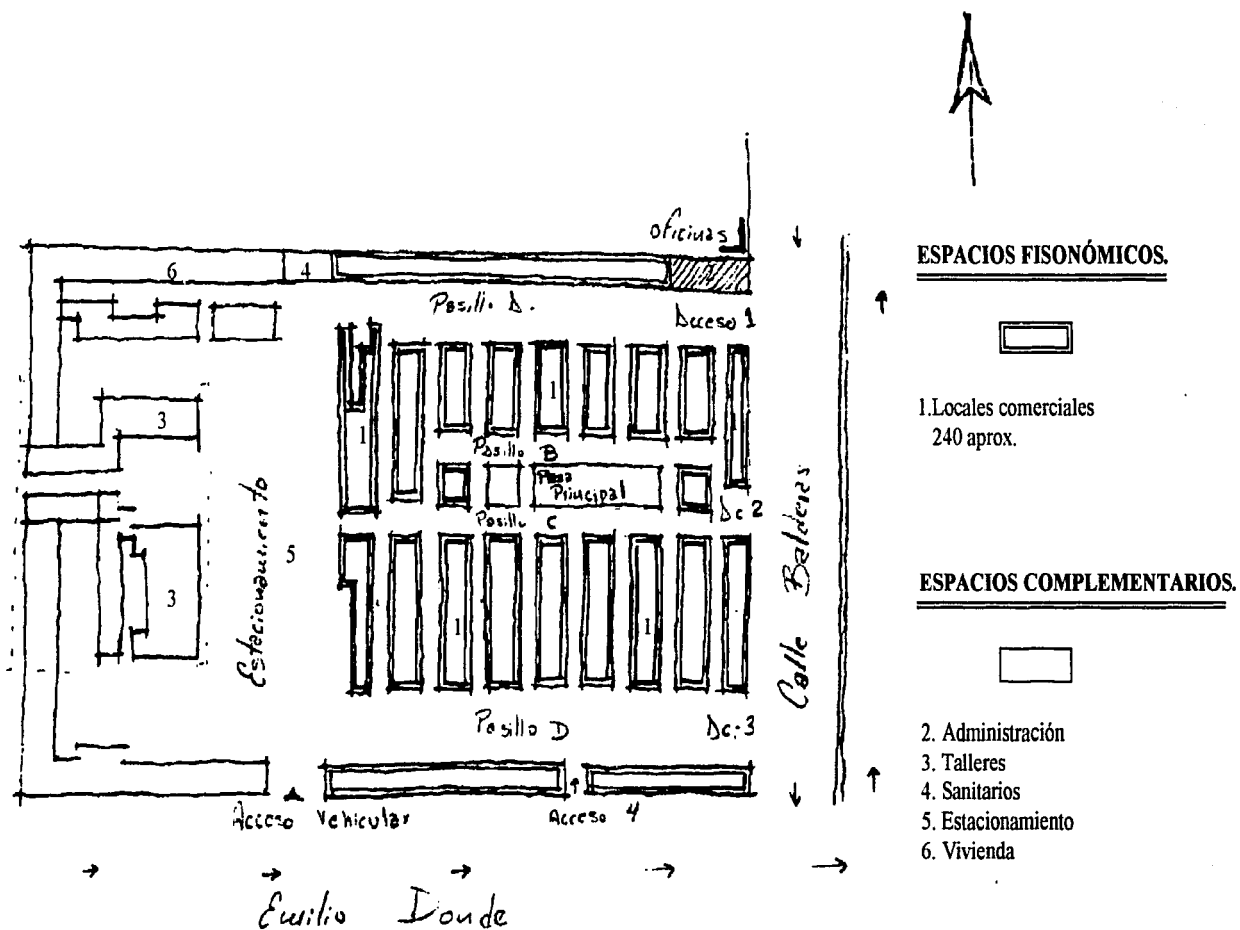 oficinas
6
4
Pasillo A.
Acceso 1
1
1
Pasillo B
Plaza
Principal
Pasillo C
Ac 2
Estacionamiento
5
3
3
1
1
Calle Balderas
Pasillo D
Ac. 3
Acceso Vehicular
Acceso 4
Emilio Donde
ESPACIOS FISONÓMICOS.
1.Locales comerciales
240 aprox.
ESPACIOS COMPLEMENTARIOS.
2. Administración
3. Talleres
4. Sanitarios
5. Estacionamiento
6. Vivienda